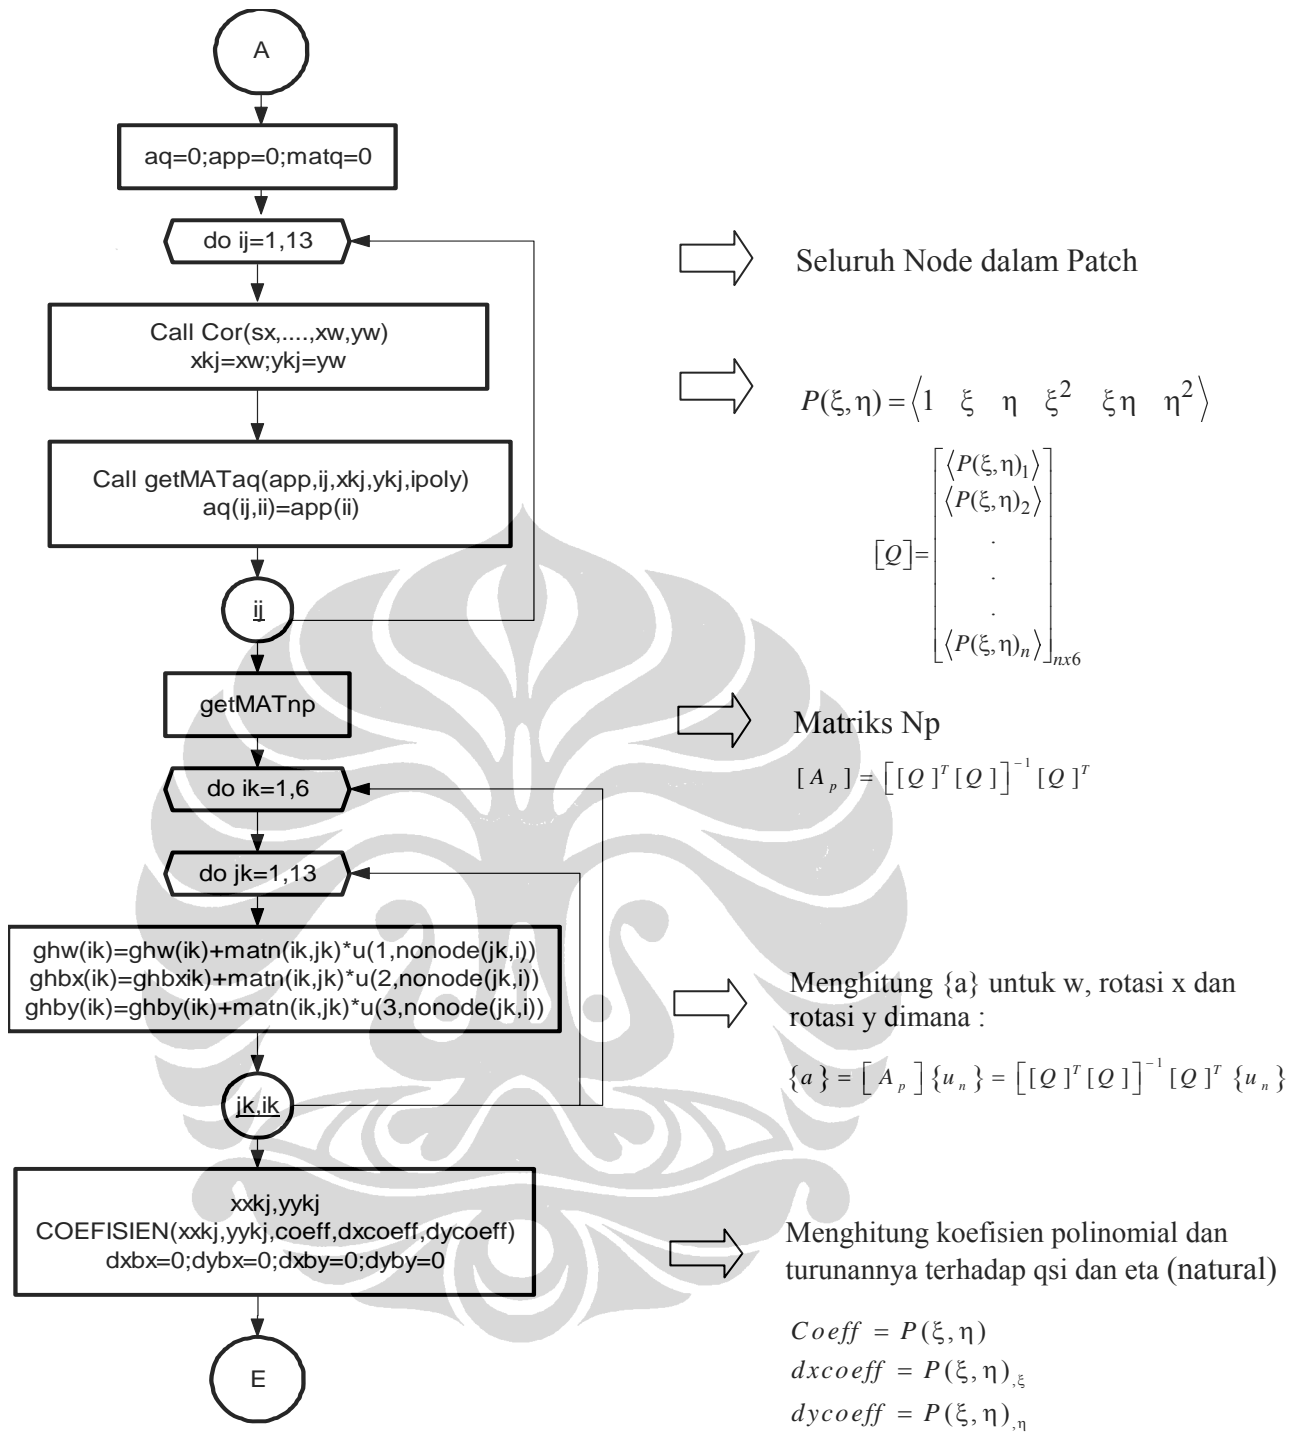 A
aq=0;app=0;matq=0
do ij=1,13
Seluruh Node dalam Patch
Call Cor(sx,....,xw,yw)
xkj=xw;ykj=yw
P(ξ,η) = ⟨1 ξ η ξ² ξη η²⟩
Call getMATaq(app,ij,xkj,ykj,ipoly)
aq(ij,ii)=app(ii)
[Q]=[⟨P(ξ,η)₁⟩
⟨P(ξ,η)₂⟩
.
.
.
⟨P(ξ,η)ₙ⟩]nx6
ij
getMATnp
Matriks Np
[A_p] = [[Q]^T[Q]]^-1[Q]^T
do ik=1,6
do jk=1,13
ghw(ik)=ghw(ik)+matn(ik,jk)*u(1,nonode(jk,i))
ghbx(ik)=ghbxik)+matn(ik,jk)*u(2,nonode(jk,i))
ghby(ik)=ghby(ik)+matn(ik,jk)*u(3,nonode(jk,i))
Menghitung {a} untuk w, rotasi x dan
rotasi y dimana :
{a} = [A_p]{u_n} = [[Q]^T[Q]]^-1[Q]^T {u_n}
jk,ik
xxkj,yykj
COEFISIEN(xxkj,yykj,coeff,dxcoeff,dycoeff)
dxbx=0;dybx=0;dxby=0;dyby=0
Menghitung koefisien polinomial dan
turunannya terhadap qsi dan eta (natural)
Coeff = P(ξ,η)
dxcoeff = P(ξ,η),ξ
dycoeff = P(ξ,η),η
E